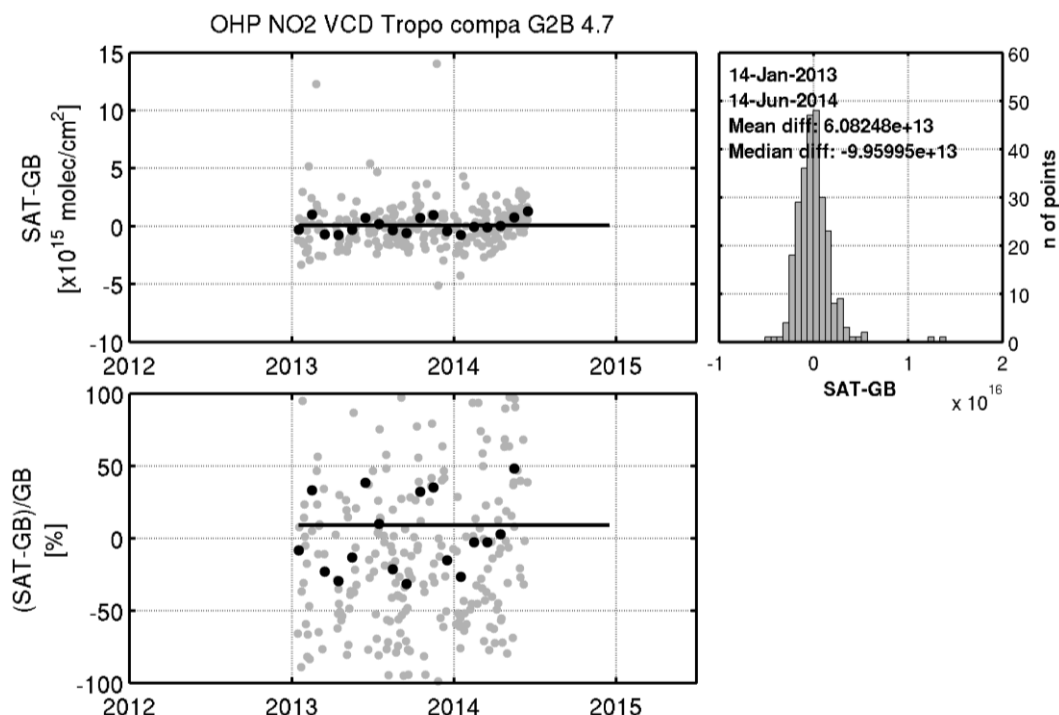 OHP NO2 VCD Tropo compa G2B 4.7
SAT-GB
[x10^15 molec/cm^2]
15
10
5
0
-5
-10
2012
2013
2014
2015
14-Jan-2013
14-Jun-2014
Mean diff: 6.08248e+13
Median diff: -9.95995e+13
60
50
40
30
20
10
0
n of points
-1
0
1
2
SAT-GB
x 10^16
(SAT-GB)/GB
[%]
100
50
0
-50
-100
2012
2013
2014
2015